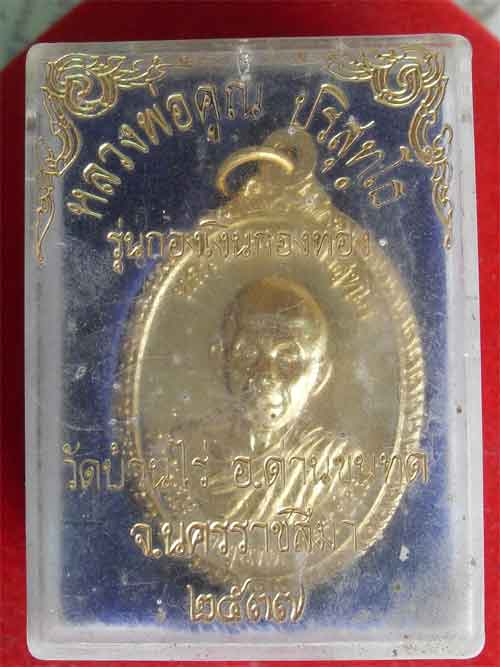 หลวงพ่อคูณ ปริสุทฺโธ
รุ่นกองเงินกองทอง
วัดบ้านไร่ อ.ด่านขุนทด
จ.นครราชสีมา
๒๕๓๗